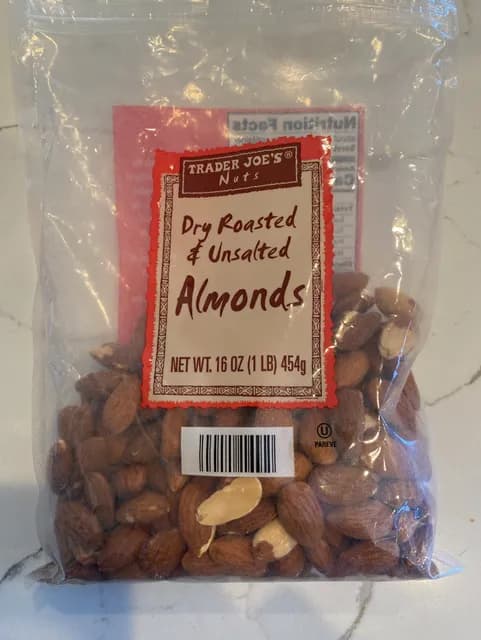 Nutrition Facts
TRADER JOE'S®
Nuts
Dry Roasted
& Unsalted
Almonds
NET WT. 16 OZ (1 LB) 454g
U
PAREVE